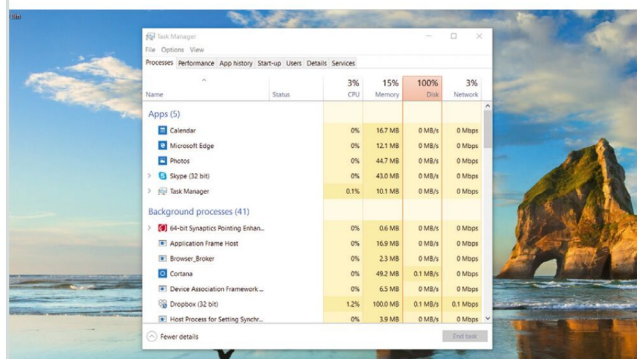 Task Manager
File Options View
Processes Performance App history Start-up Users Details Services
3% 15% 100% 3%
Name Status CPU Memory Disk Network
Apps (5)
Calendar 0% 16.7 MB 0 MB/s 0 Mbps
Microsoft Edge 0% 12.1 MB 0 MB/s 0 Mbps
Photos 0% 44.7 MB 0 MB/s 0 Mbps
Skype (32 bit) 0% 43.0 MB 0 MB/s 0 Mbps
Task Manager 0.1% 10.1 MB 0 MB/s 0 Mbps
Background processes (41)
64-bit Synaptics Pointing Enhan... 0% 0.6 MB 0 MB/s 0 Mbps
Application Frame Host 0% 16.9 MB 0 MB/s 0 Mbps
Browser_Broker 0% 2.3 MB 0 MB/s 0 Mbps
Cortana 0% 49.2 MB 0.1 MB/s 0 Mbps
Device Association Framework ... 0% 6.5 MB 0 MB/s 0 Mbps
Dropbox (32 bit) 1.2% 100.0 MB 0.1 MB/s 0.1 Mbps
Host Process for Setting Synchr... 0% 3.9 MB 0 MB/s 0 Mbps
Fewer details End task